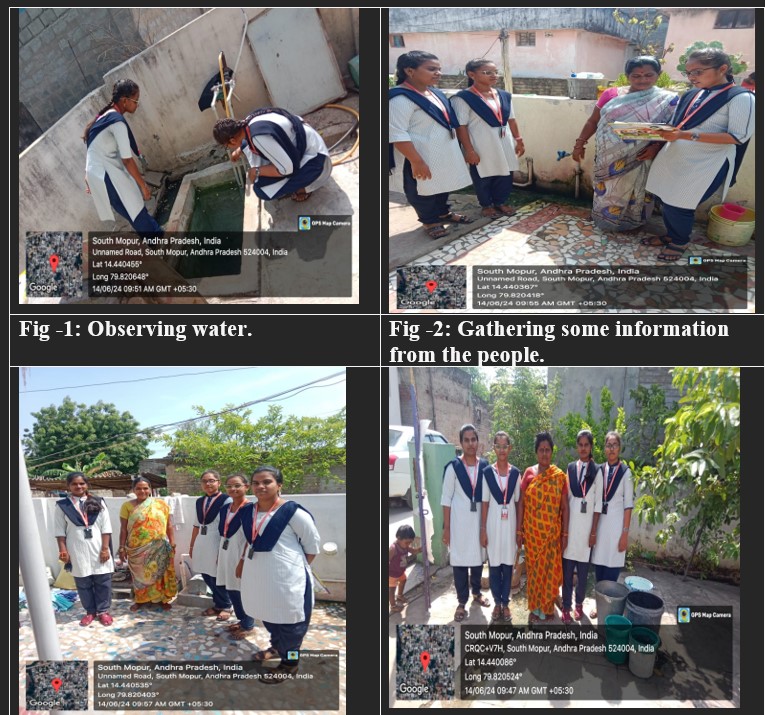 GPS Map Camera
South Mopur, Andhra Pradesh, India
Unnamed Road, South Mopur, Andhra Pradesh 524004, India
Lat 14.440455°
Long 79.820648°
14/06/24 09:51 AM GMT +05:30
Google
GPS Map Camera
South Mopur, Andhra Pradesh, India
Unnamed Road, South Mopur, Andhra Pradesh 524004, India
Lat 14.440367°
Long 79.820418°
14/06/24 09:55 AM GMT +05:30
Google
Fig -1: Observing water.
Fig -2: Gathering some information
from the people.
GPS Map Camera
South Mopur, Andhra Pradesh, India
Unnamed Road, South Mopur, Andhra Pradesh 524004, India
Lat 14.440535°
Long 79.820403°
14/06/24 09:57 AM GMT +05:30
Google
GPS Map Camera
South Mopur, Andhra Pradesh, India
CRQC+V7H, South Mopur, Andhra Pradesh 524004, India
Lat 14.440086°
Long 79.820524°
14/06/24 09:47 AM GMT +05:30
Google